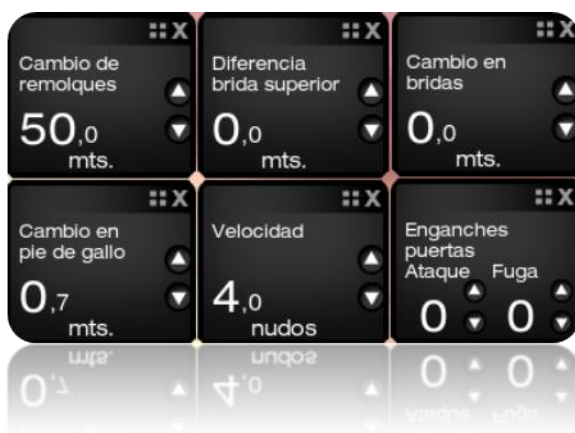 Cambio de
remolques
50,0
mts.
Diferencia
brida superior
0,0
mts.
Cambio en
bridas
0,0
mts.
Cambio en
pie de gallo
0,7
mts.
Velocidad
4,0
nudos
Enganches
puertas
Ataque Fuga
0 0